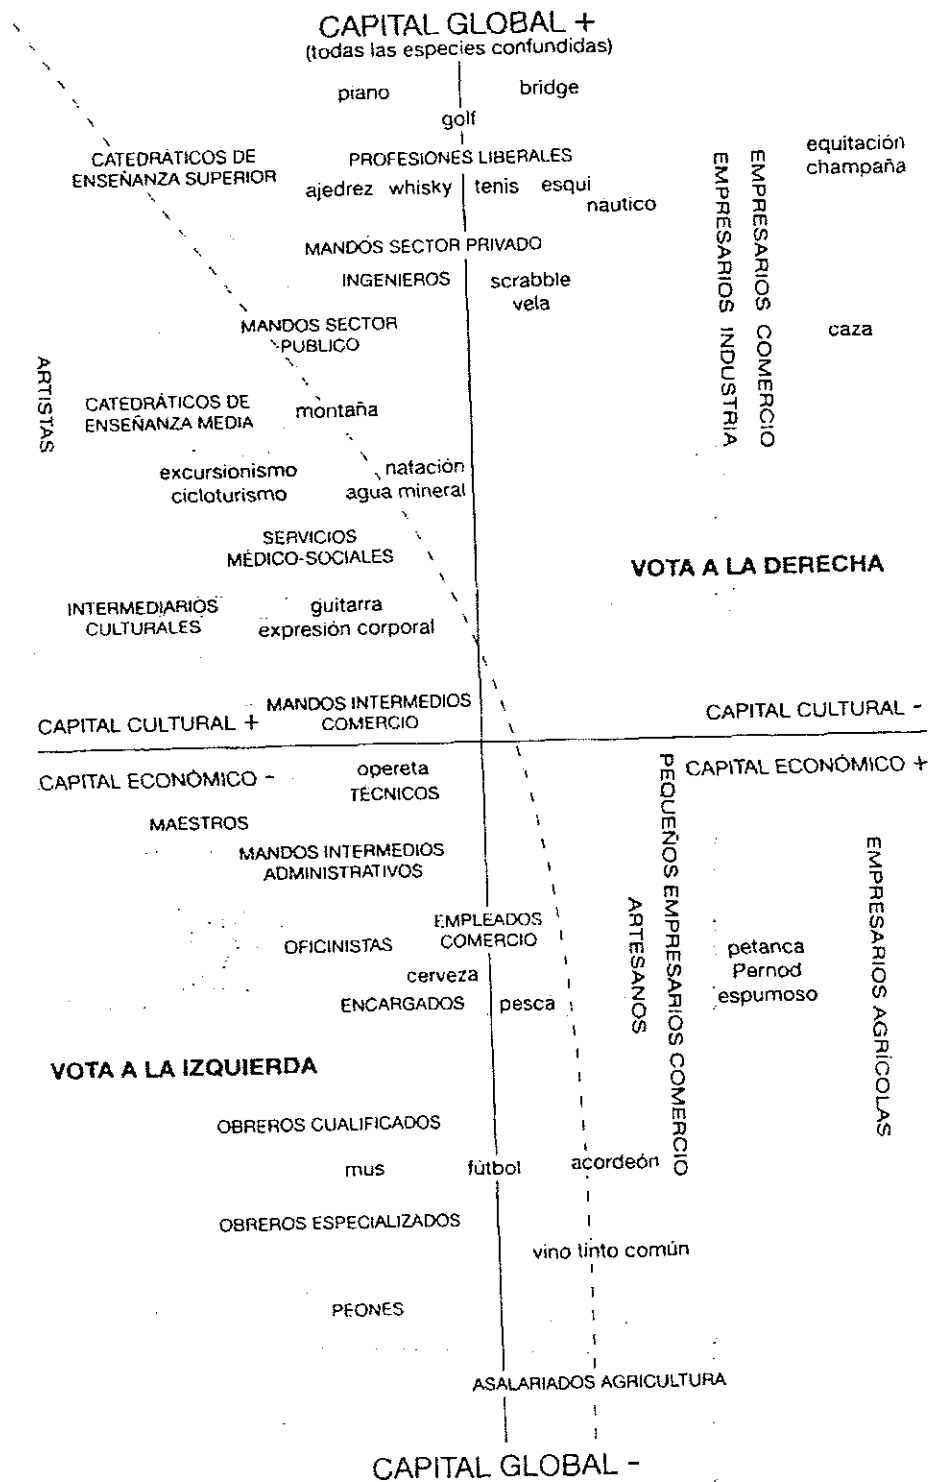 CAPITAL GLOBAL +
(todas las especies confundidas)
piano
bridge
golf
equitación
champaña
CATEDRÁTICOS DE
ENSEÑANZA SUPERIOR
PROFESIONES LIBERALES
ajedrez whisky tenis esqui
náutico
EMPRESARIOS INDUSTRIA
EMPRESARIOS COMERCIO
MANDOS SECTOR PRIVADO
INGENIEROS
scrabble
vela
MANDOS SECTOR
PUBLICO
caza
ARTISTAS
CATEDRÁTICOS DE
ENSEÑANZA MEDIA
montaña
excursionismo
cicloturismo
natación
agua mineral
SERVICIOS
MÉDICO-SOCIALES
VOTA A LA DERECHA
INTERMEDIARIOS
CULTURALES
guitarra
expresión corporal
MANDOS INTERMEDIOS
COMERCIO
CAPITAL CULTURAL +
CAPITAL CULTURAL -
CAPITAL ECONÓMICO -
CAPITAL ECONÓMICO +
opereta
TÉCNICOS
MAESTROS
MANDOS INTERMEDIOS
ADMINISTRATIVOS
PEQUEÑOS EMPRESARIOS COMERCIO
EMPRESARIOS AGRÍCOLAS
ARTESANOS
EMPLEADOS
COMERCIO
OFICINISTAS
petanca
Pernod
espumoso
cerveza
ENCARGADOS
pesca
VOTA A LA IZQUIERDA
OBREROS CUALIFICADOS
mus
fútbol
acordeón
OBREROS ESPECIALIZADOS
vino tinto común
PEONES
ASALARIADOS AGRICULTURA
CAPITAL GLOBAL -